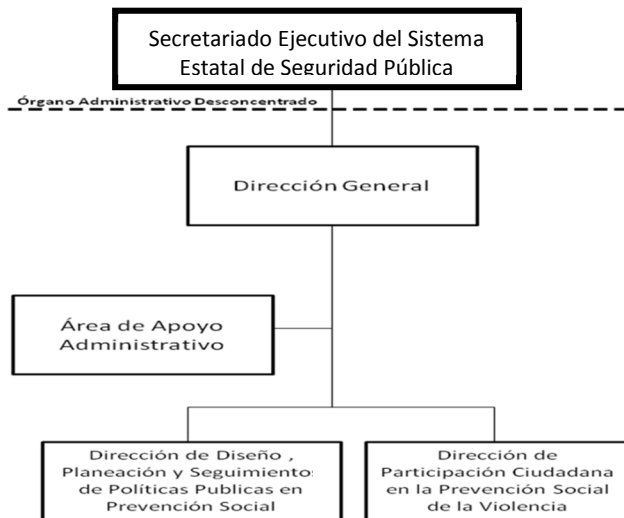 Secretariado Ejecutivo del Sistema
Estatal de Seguridad Pública
Órgano Administrativo Desconcentrado
Dirección General
Área de Apoyo
Administrativo
Dirección de Diseño ,
Planeación y Seguimientos
de Políticas Publicas en
Prevención Social
Dirección de
Participación Ciudadana
en la Prevención Social
de la Violencia